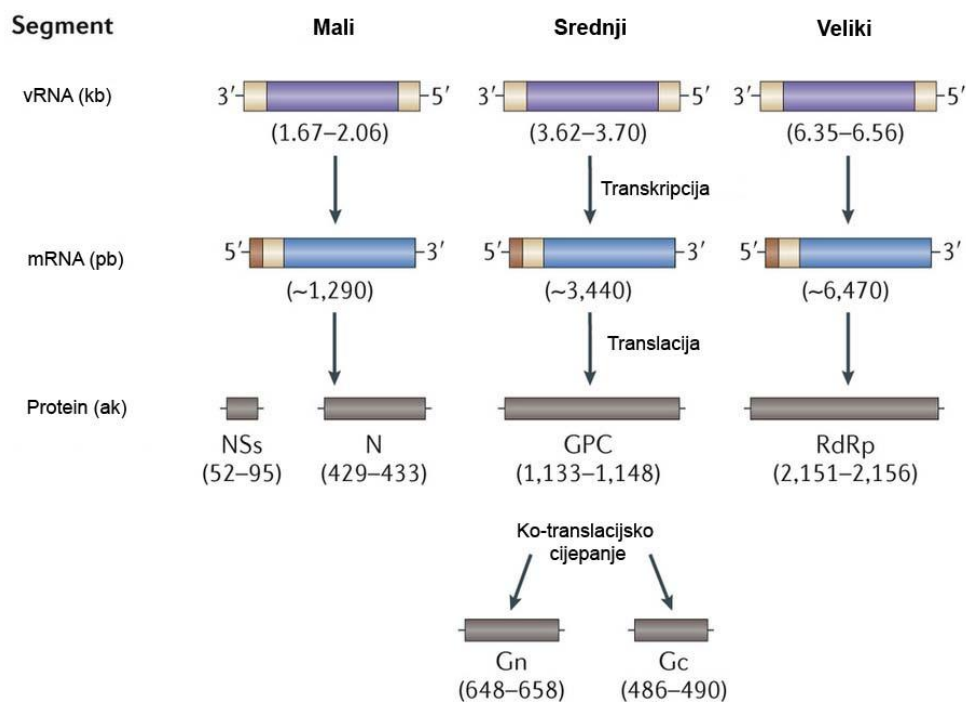 Segment Mali Srednji Veliki
vRNA (kb) 3′ 5′ 3′ 5′ 3′ 5′
(1.67–2.06) (3.62–3.70) (6.35–6.56)
Transkripcija
mRNA (pb) 5′ 3′ 5′ 3′ 5′ 3′
(~1,290) (~3,440) (~6,470)
Translacija
Protein (ak)
NSs N GPC RdRp
(52–95) (429–433) (1,133–1,148) (2,151–2,156)
Ko-translacijsko
cijepanje
Gn Gc
(648–658) (486–490)